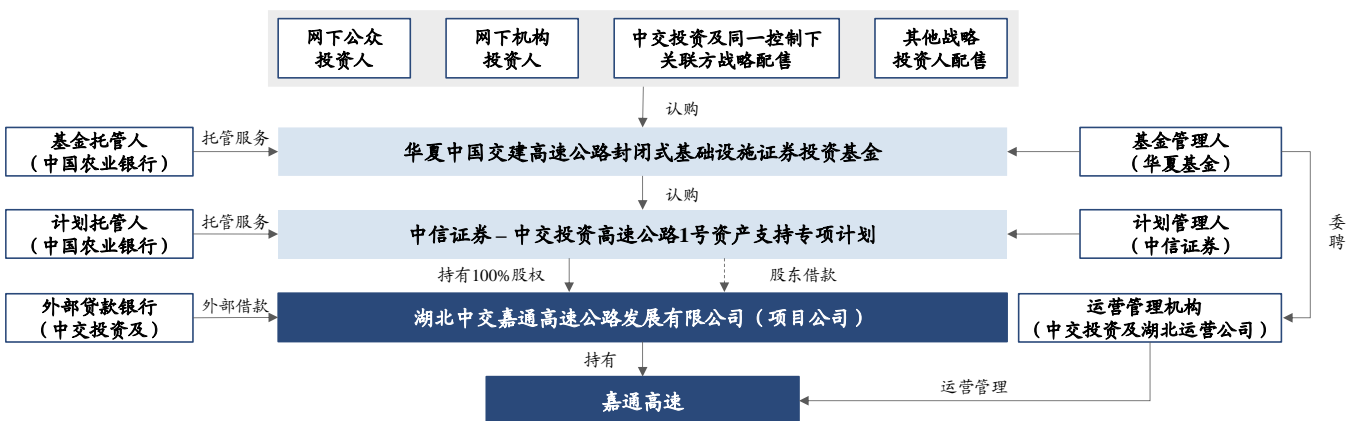 网下公众
投资人
网下机构
投资人
中交投资及同一控制下
关联方战略配售
其他战略
投资人配售
认购
基金托管人
（中国农业银行）
托管服务
华夏中国交建高速公路封闭式基础设施证券投资基金
基金管理人
（华夏基金）
认购
计划托管人
（中国农业银行）
托管服务
中信证券 – 中交投资高速公路1号资产支持专项计划
计划管理人
（中信证券）
委
聘
持有100%股权
股东借款
外部贷款银行
（中交投资及）
外部借款
湖北中交嘉通高速公路发展有限公司（项目公司）
运营管理机构
（中交投资及湖北运营公司）
持有
嘉通高速
运营管理